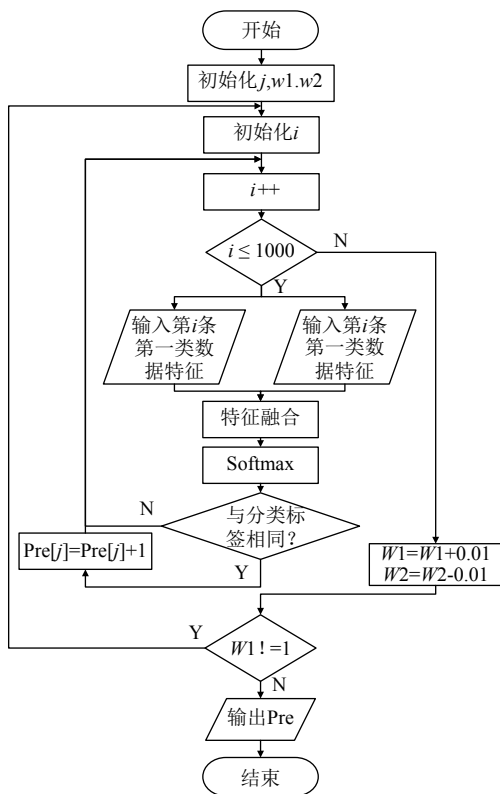 开始
初始化j,w1.w2
初始化i
i++
i ≤ 1000
N
Y
输入第i条
第一类数
据特征
输入第i条
第一类数
据特征
特征融合
Softmax
N
与分类标
签相同？
Pre[j]=Pre[j]+1
Y
W1=W1+0.01
W2=W2-0.01
Y
W1！=1
N
输出Pre
结束